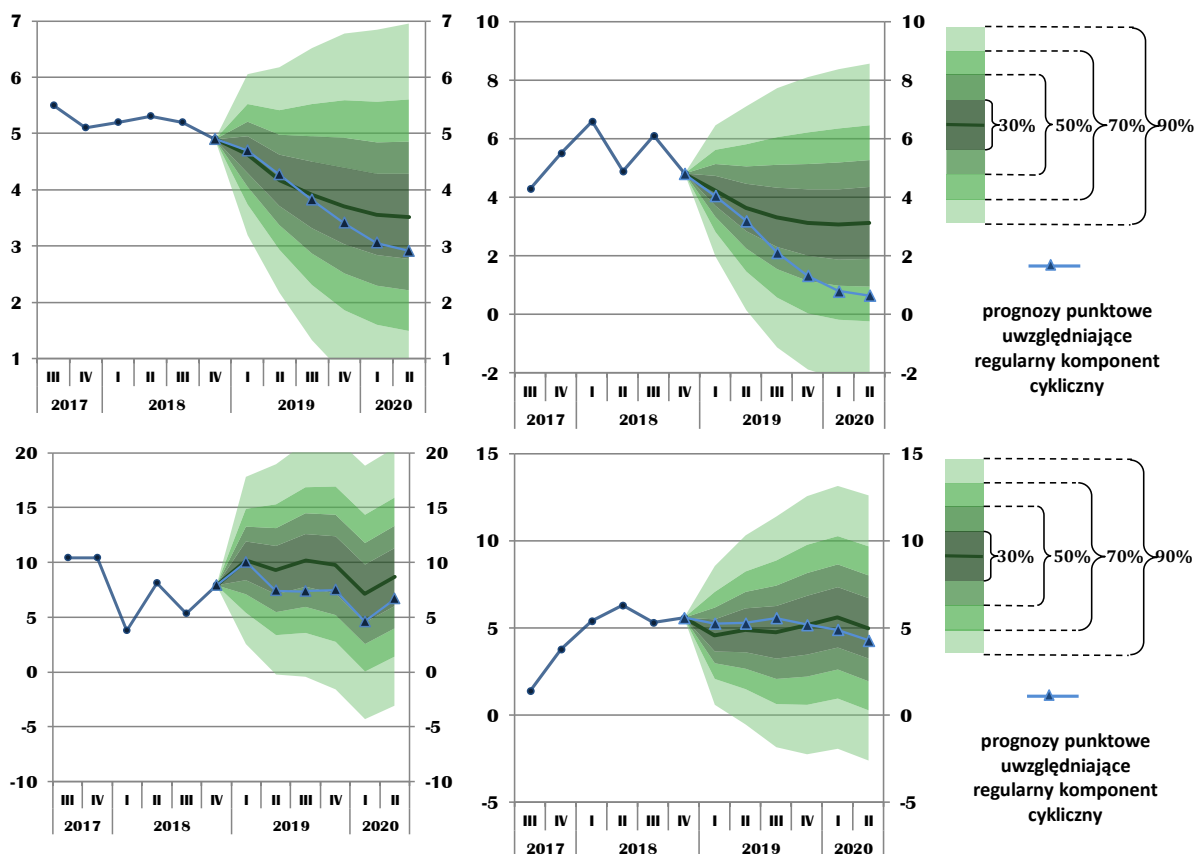 7 7 10 10
6 6 8 8
5 5 6 6
4 4 4 4
3 3 2 2
2 2 0 0
1 1 -2 -2
III IV I II III IV I II III IV I II
2017 2018 2019 2020
III IV I II III IV I II III IV I II
2017 2018 2019 2020
30% 50% 70% 90%
prognozy punktowe
uwzględniające
regularny komponent
cykliczny
20 20 15 15
15 15 10 10
10 10 5 5
5 5 0 0
0 0 -5 -5
-5 -5
-10 -10
III IV I II III IV I II III IV I II
2017 2018 2019 2020
III IV I II III IV I II III IV I II
2017 2018 2019 2020
30% 50% 70% 90%
prognozy punktowe
uwzględniające
regularny komponent
cykliczny